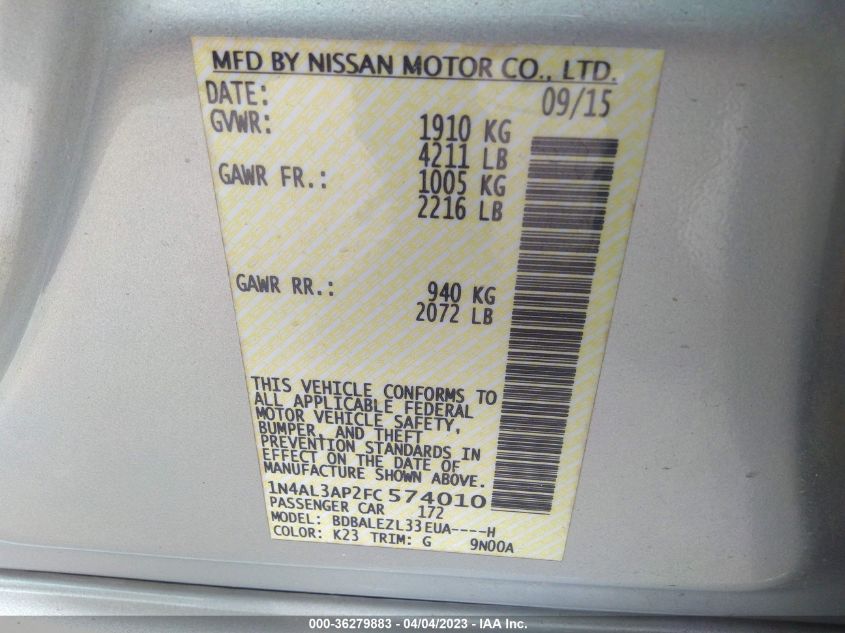 MFD BY NISSAN MOTOR CO., LTD.
DATE: 09/15
GVWR: 1910 KG
4211 LB
GAWR FR.: 1005 KG
2216 LB
GAWR RR.: 940 KG
2072 LB
THIS VEHICLE CONFORMS TO
ALL APPLICABLE FEDERAL
MOTOR VEHICLE SAFETY,
BUMPER, AND THEFT
PREVENTION STANDARDS IN
EFFECT ON THE DATE OF
MANUFACTURE SHOWN ABOVE.
1N4AL3AP2FC 574010
PASSENGER CAR 172
MODEL: BDBALEZL33EUA----H
COLOR: K23 TRIM: G 9N00A
000-36279883 - 04/04/2023 - IAA Inc.